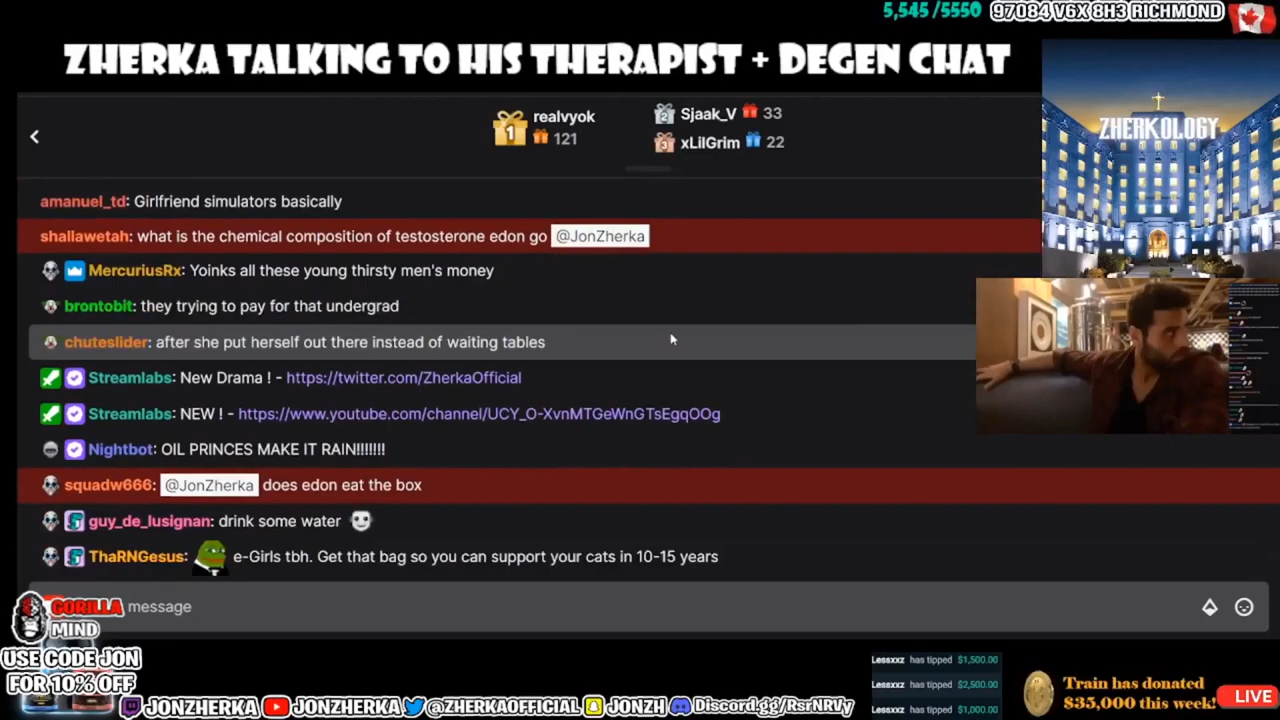 5,545 /5550 97084 V6X 8H3 RICHMOND
ZHERKA TALKING TO HIS THERAPIST + DEGEN CHAT
ZHERKOLOGY
1 realvyok 121
2 Sjaak_V 33
3 xLilGrim 22
amanuel_td: Girlfriend simulators basically
shallawetah: what is the chemical composition of testosterone edon go @JonZherka
MercuriusRx: Yoinks all these young thirsty men's money
brontobit: they trying to pay for that undergrad
chuteslider: after she put herself out there instead of waiting tables
Streamlabs: New Drama ! - https://twitter.com/ZherkaOfficial
Streamlabs: NEW ! - https://www.youtube.com/channel/UCY_O-XvnMTGeWnGTsEgqOOg
Nightbot: OIL PRINCES MAKE IT RAIN!!!!!!!
squadw666: @JonZherka does edon eat the box
guy_de_lusignan: drink some water
ThaRNGesus: e-Girls tbh. Get that bag so you can support your cats in 10-15 years
message
GORILLA
MIND
USE CODE JON
FOR 10% OFF
JONZHERKA JONZHERKA @ZHERKAOFFICIAL JONZH Discord.gg/RsrNRVy
Lessxxz has tipped $1,500.00
Lessxxz has tipped $2,500.00
Lessxxz has tipped $1,000.00
Train has donated
$35,000 this week!
LIVE